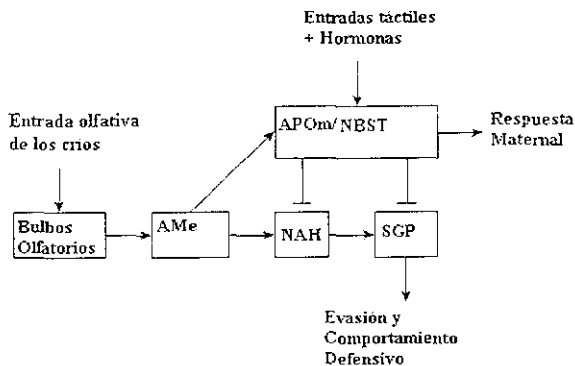 Entradas táctiles
+ Hormonas
Entrada olfativa
de los crios
APOm/NBST
Respuesta
Maternal
Bulbos
Olfatorios
AMe
NAH
SGP
Evasión y
Comportamiento
Defensivo